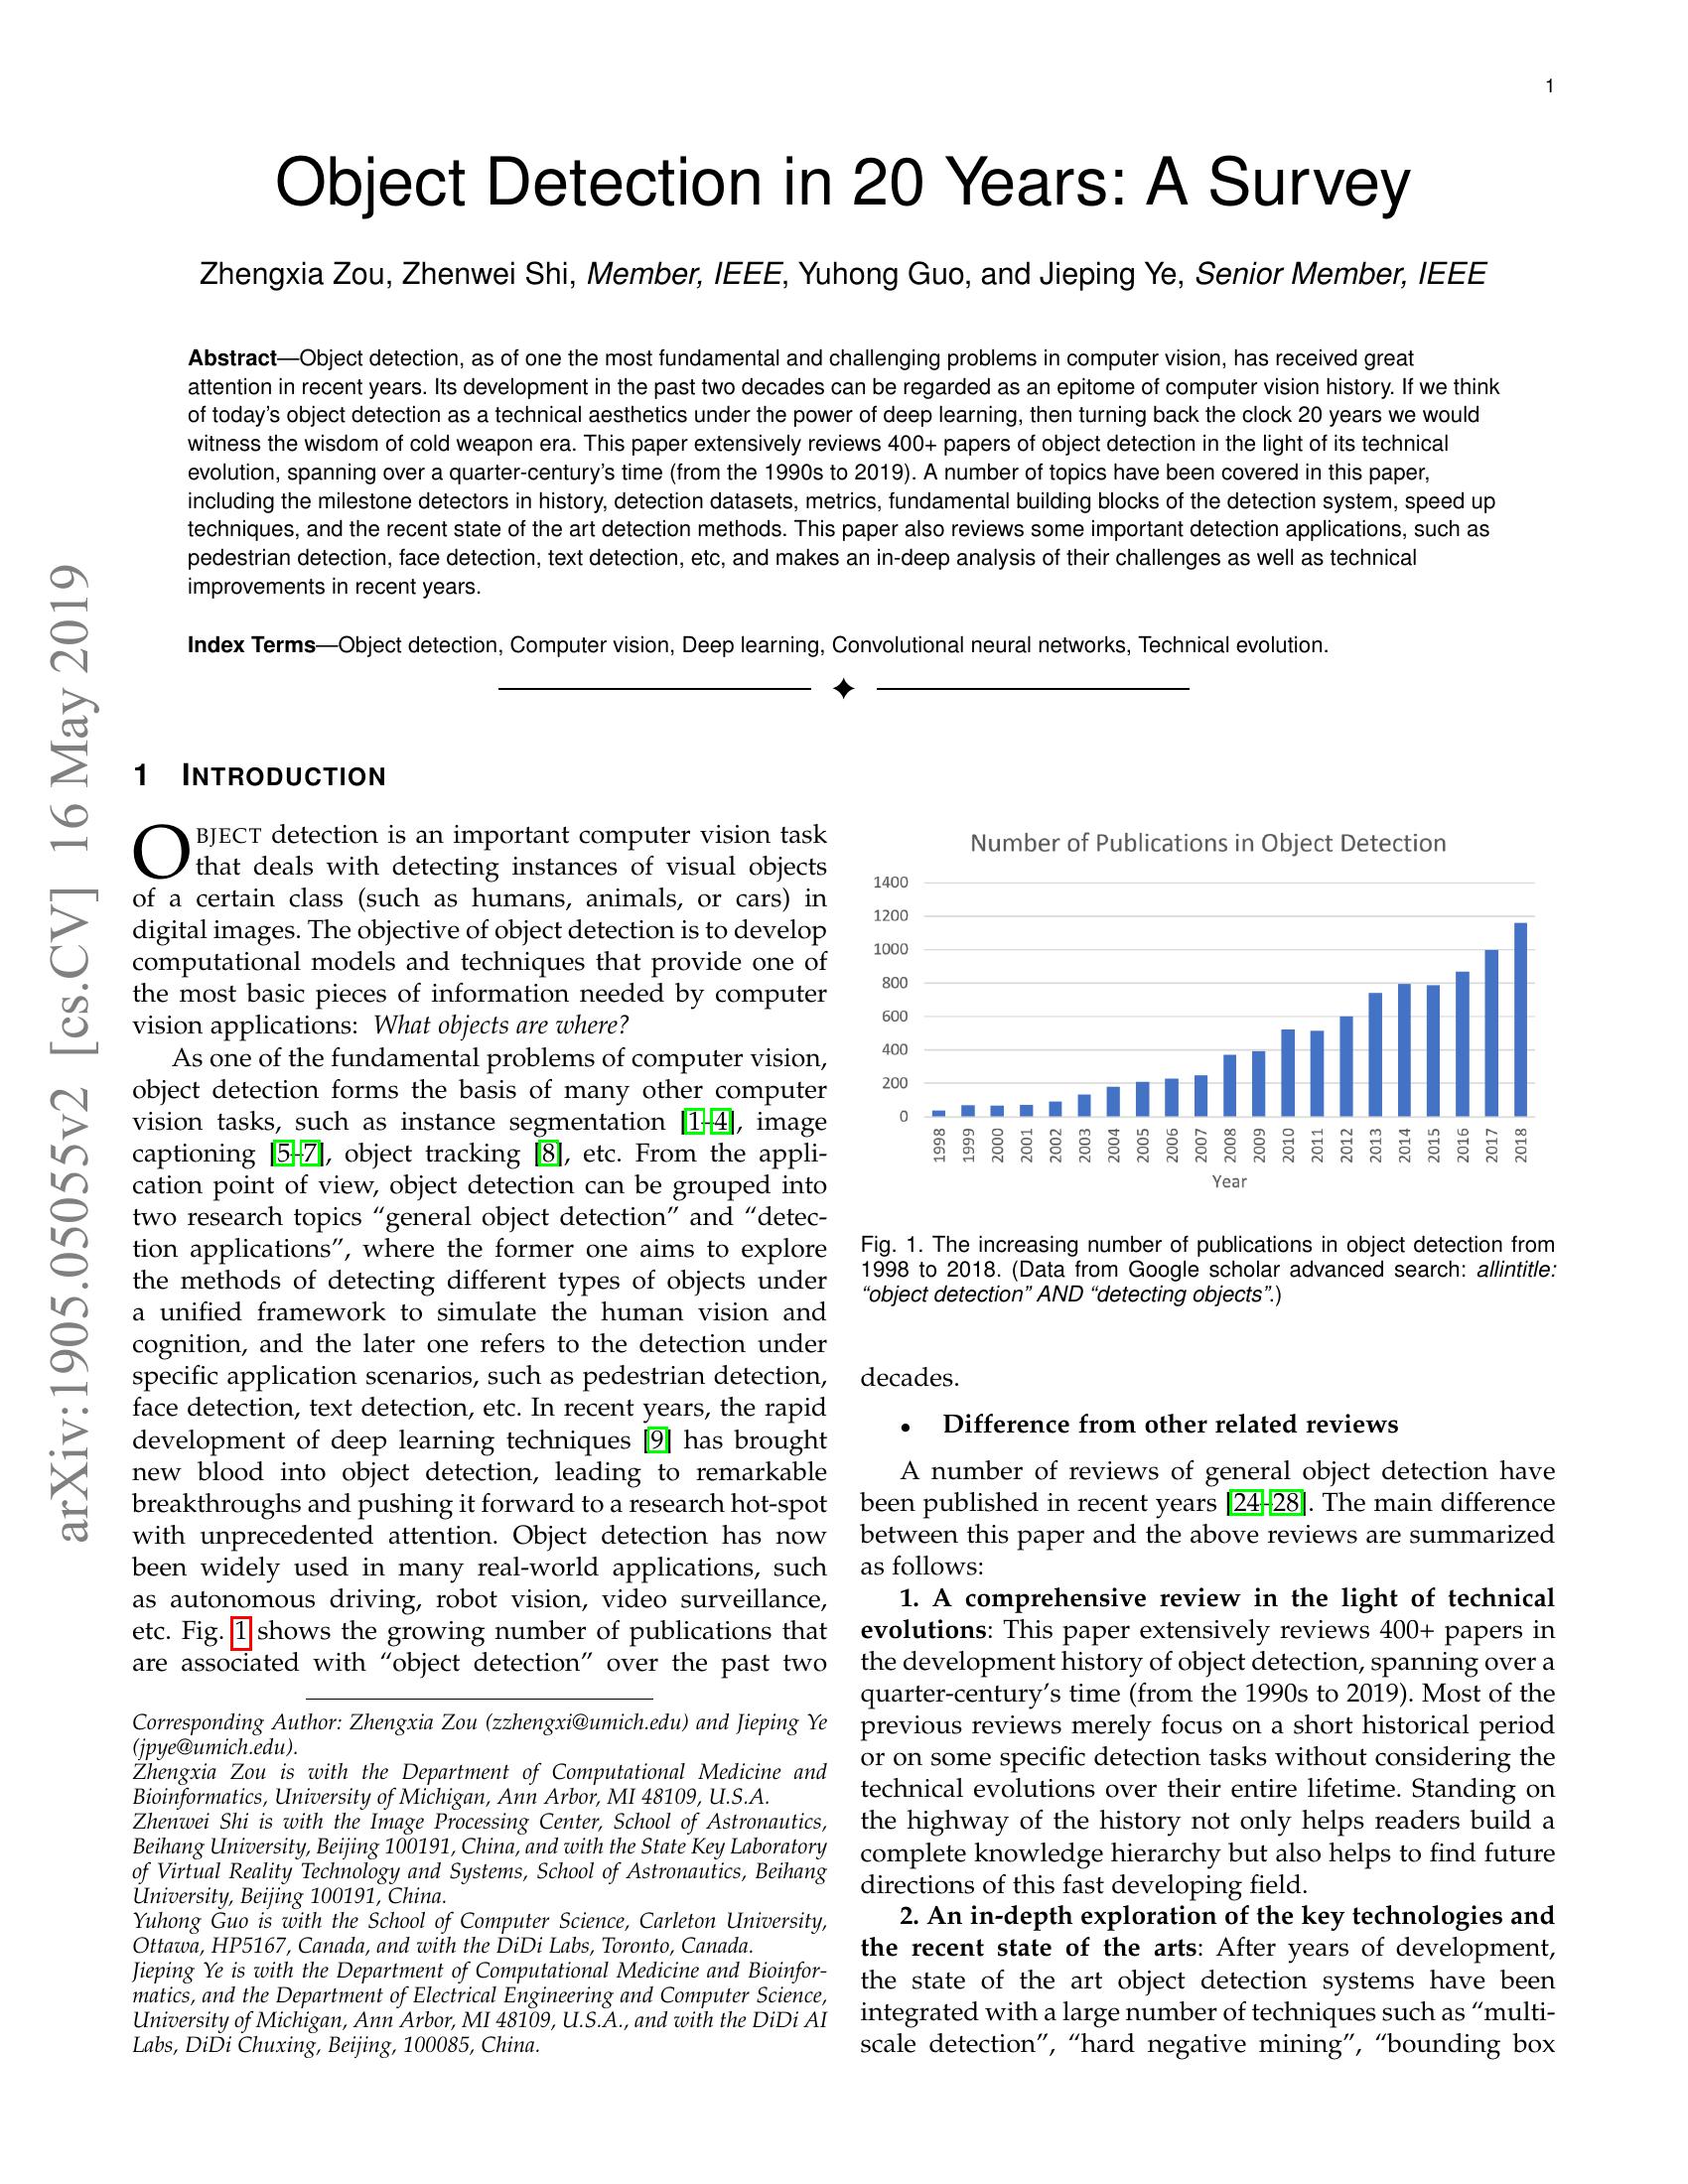 1
Object Detection in 20 Years: A Survey
Zhengxia Zou, Zhenwei Shi, Member, IEEE, Yuhong Guo, and Jieping Ye, Senior Member, IEEE
Abstract—Object detection, as of one the most fundamental and challenging problems in computer vision, has received great
attention in recent years. Its development in the past two decades can be regarded as an epitome of computer vision history. If we think
of today's object detection as a technical aesthetics under the power of deep learning, then turning back the clock 20 years we would
witness the wisdom of cold weapon era. This paper extensively reviews 400+ papers of object detection in the light of its technical
evolution, spanning over a quarter-century's time (from the 1990s to 2019). A number of topics have been covered in this paper,
including the milestone detectors in history, detection datasets, metrics, fundamental building blocks of the detection system, speed up
techniques, and the recent state of the art detection methods. This paper also reviews some important detection applications, such as
pedestrian detection, face detection, text detection, etc, and makes an in-deep analysis of their challenges as well as technical
improvements in recent years.
Index Terms—Object detection, Computer vision, Deep learning, Convolutional neural networks, Technical evolution.
arXiv:1905.05055v2 [cs.CV] 16 May 2019
1 INTRODUCTION
OBJECT detection is an important computer vision task
that deals with detecting instances of visual objects
of a certain class (such as humans, animals, or cars) in
digital images. The objective of object detection is to develop
computational models and techniques that provide one of
the most basic pieces of information needed by computer
vision applications: What objects are where?
As one of the fundamental problems of computer vision,
object detection forms the basis of many other computer
vision tasks, such as instance segmentation [1–4], image
captioning [5–7], object tracking [8], etc. From the appli-
cation point of view, object detection can be grouped into
two research topics “general object detection” and “detec-
tion applications”, where the former one aims to explore
the methods of detecting different types of objects under
a unified framework to simulate the human vision and
cognition, and the later one refers to the detection under
specific application scenarios, such as pedestrian detection,
face detection, text detection, etc. In recent years, the rapid
development of deep learning techniques [9] has brought
new blood into object detection, leading to remarkable
breakthroughs and pushing it forward to a research hot-spot
with unprecedented attention. Object detection has now
been widely used in many real-world applications, such
as autonomous driving, robot vision, video surveillance,
etc. Fig. 1 shows the growing number of publications that
are associated with “object detection” over the past two
Corresponding Author: Zhengxia Zou (zzhengxi@umich.edu) and Jieping Ye
(jpye@umich.edu).
Zhengxia Zou is with the Department of Computational Medicine and
Bioinformatics, University of Michigan, Ann Arbor, MI 48109, U.S.A.
Zhenwei Shi is with the Image Processing Center, School of Astronautics,
Beihang University, Beijing 100191, China, and with the State Key Laboratory
of Virtual Reality Technology and Systems, School of Astronautics, Beihang
University, Beijing 100191, China.
Yuhong Guo is with the School of Computer Science, Carleton University,
Ottawa, HP5167, Canada, and with the DiDi Labs, Toronto, Canada.
Jieping Ye is with the Department of Computational Medicine and Bioinfor-
matics, and the Department of Electrical Engineering and Computer Science,
University of Michigan, Ann Arbor, MI 48109, U.S.A., and with the DiDi AI
Labs, DiDi Chuxing, Beijing, 100085, China.
Number of Publications in Object Detection
1400
1200
1000
800
600
400
200
0
1998 1999 2000 2001 2002 2003 2004 2005 2006 2007 2008 2009 2010 2011 2012 2013 2014 2015 2016 2017 2018
Year
Fig. 1. The increasing number of publications in object detection from
1998 to 2018. (Data from Google scholar advanced search: allintitle:
“object detection” AND “detecting objects”.)
decades.
• Difference from other related reviews
A number of reviews of general object detection have
been published in recent years [24–28]. The main difference
between this paper and the above reviews are summarized
as follows:
1. A comprehensive review in the light of technical
evolutions: This paper extensively reviews 400+ papers in
the development history of object detection, spanning over a
quarter-century's time (from the 1990s to 2019). Most of the
previous reviews merely focus on a short historical period
or on some specific detection tasks without considering the
technical evolutions over their entire lifetime. Standing on
the highway of the history not only helps readers build a
complete knowledge hierarchy but also helps to find future
directions of this fast developing field.
2. An in-depth exploration of the key technologies and
the recent state of the arts: After years of development,
the state of the art object detection systems have been
integrated with a large number of techniques such as “multi-
scale detection”, “hard negative mining”, “bounding box